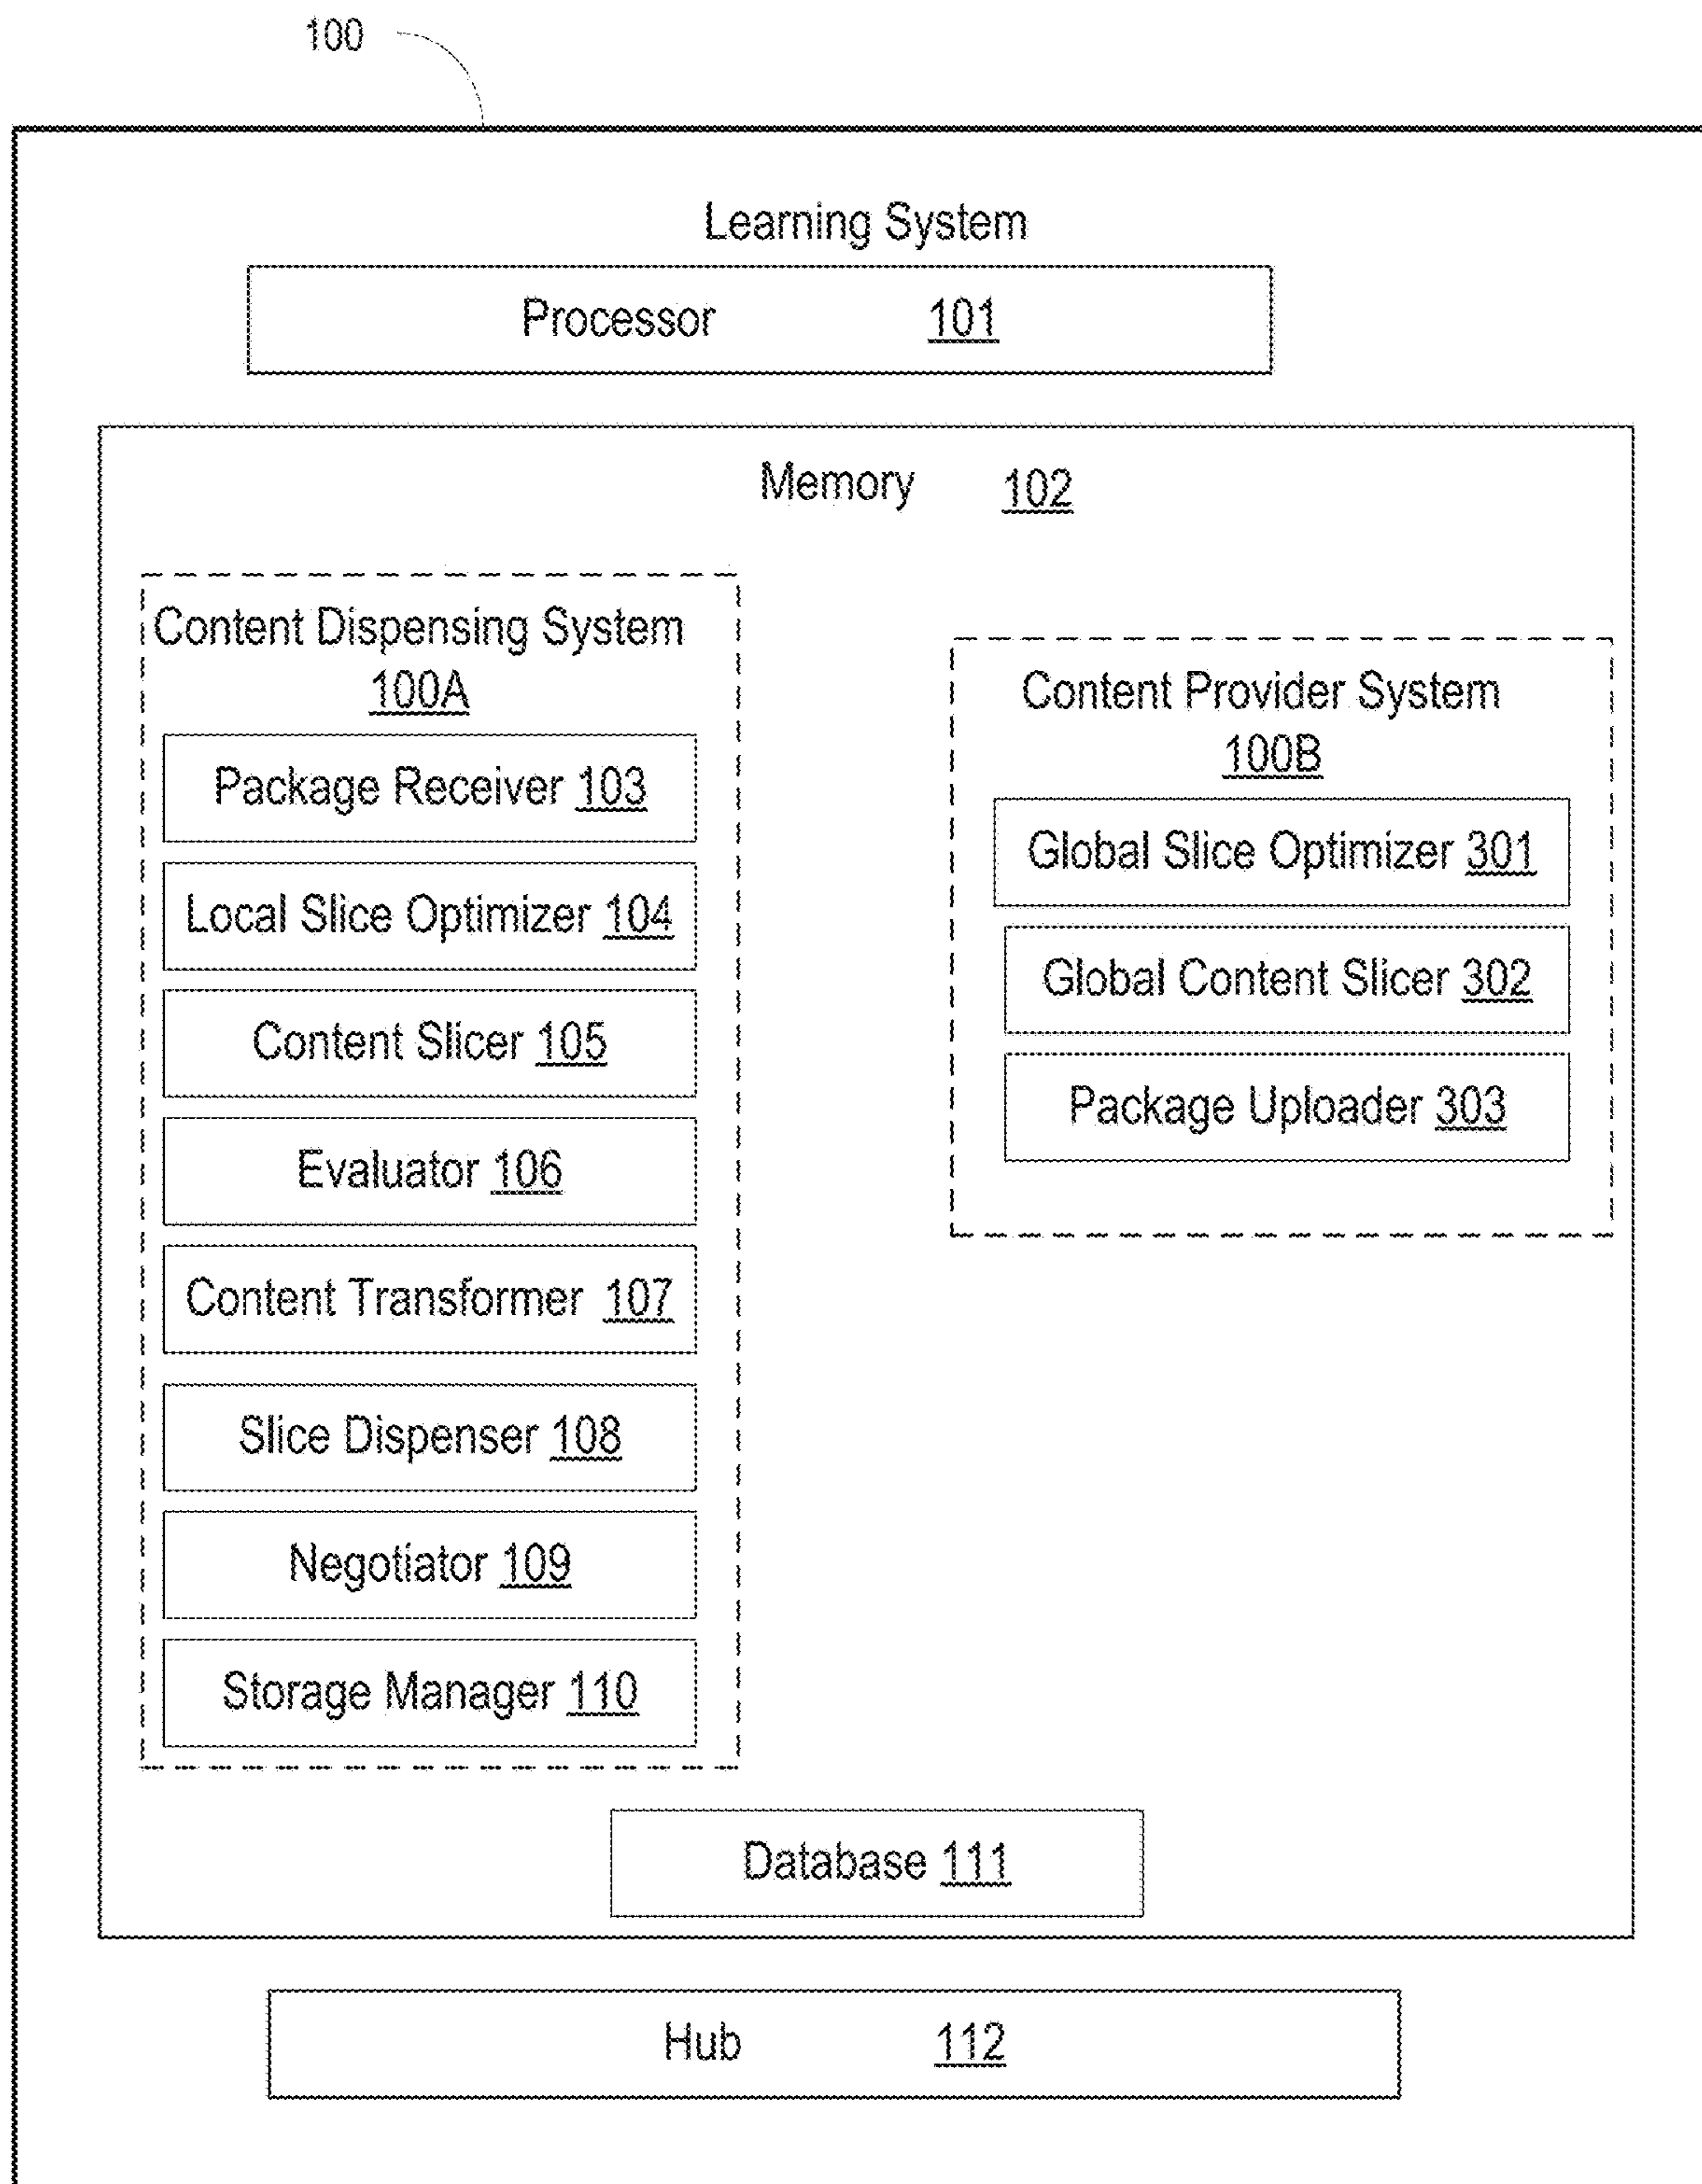 100
Learning System
Processor 101
Memory 102
Content Dispensing System
100A
Package Receiver 103
Local Slice Optimizer 104
Content Slicer 105
Evaluator 106
Content Transformer 107
Slice Dispenser 108
Negotiator 109
Storage Manager 110
Content Provider System
100B
Global Slice Optimizer 301
Global Content Slicer 302
Package Uploader 303
Database 111
Hub 112